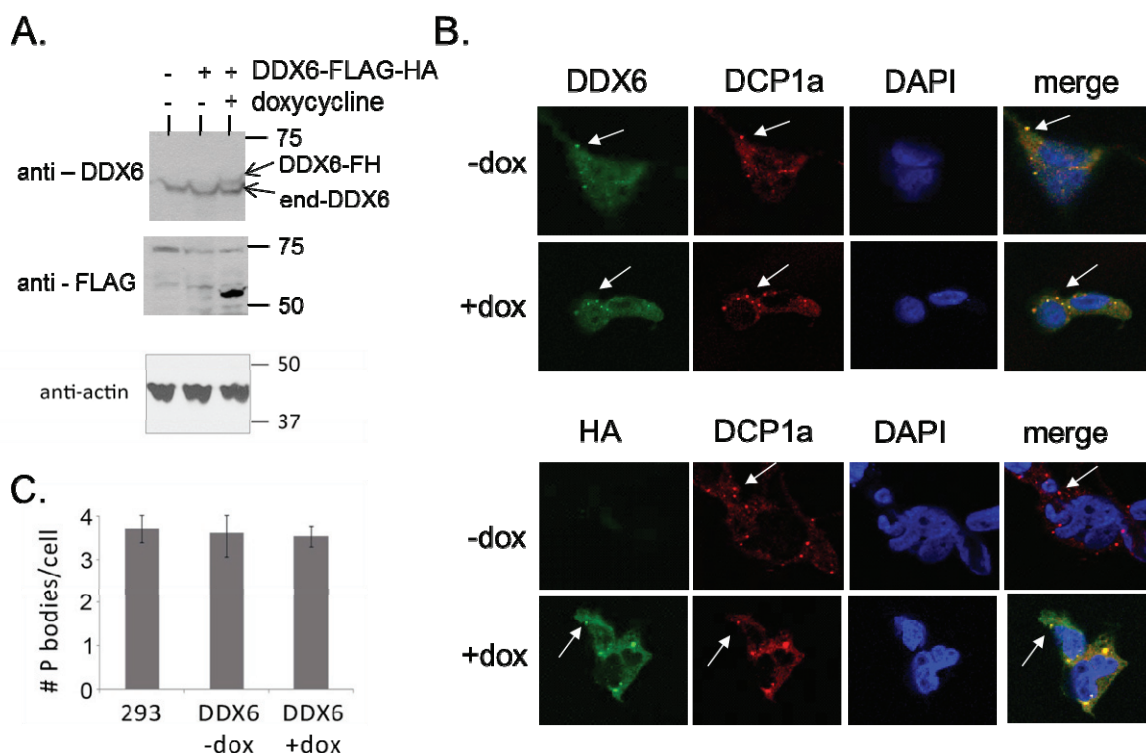 A.
- + + DDX6-FLAG-HA
- - + doxycycline
75
anti – DDX6
DDX6-FH
end-DDX6
75
anti - FLAG
50
50
anti-actin
37
B.
DDX6 DCP1a DAPI merge
-dox
+dox
HA DCP1a DAPI merge
-dox
+dox
C.
# P bodies/cell
4
3
2
1
0
293 DDX6 DDX6
-dox +dox